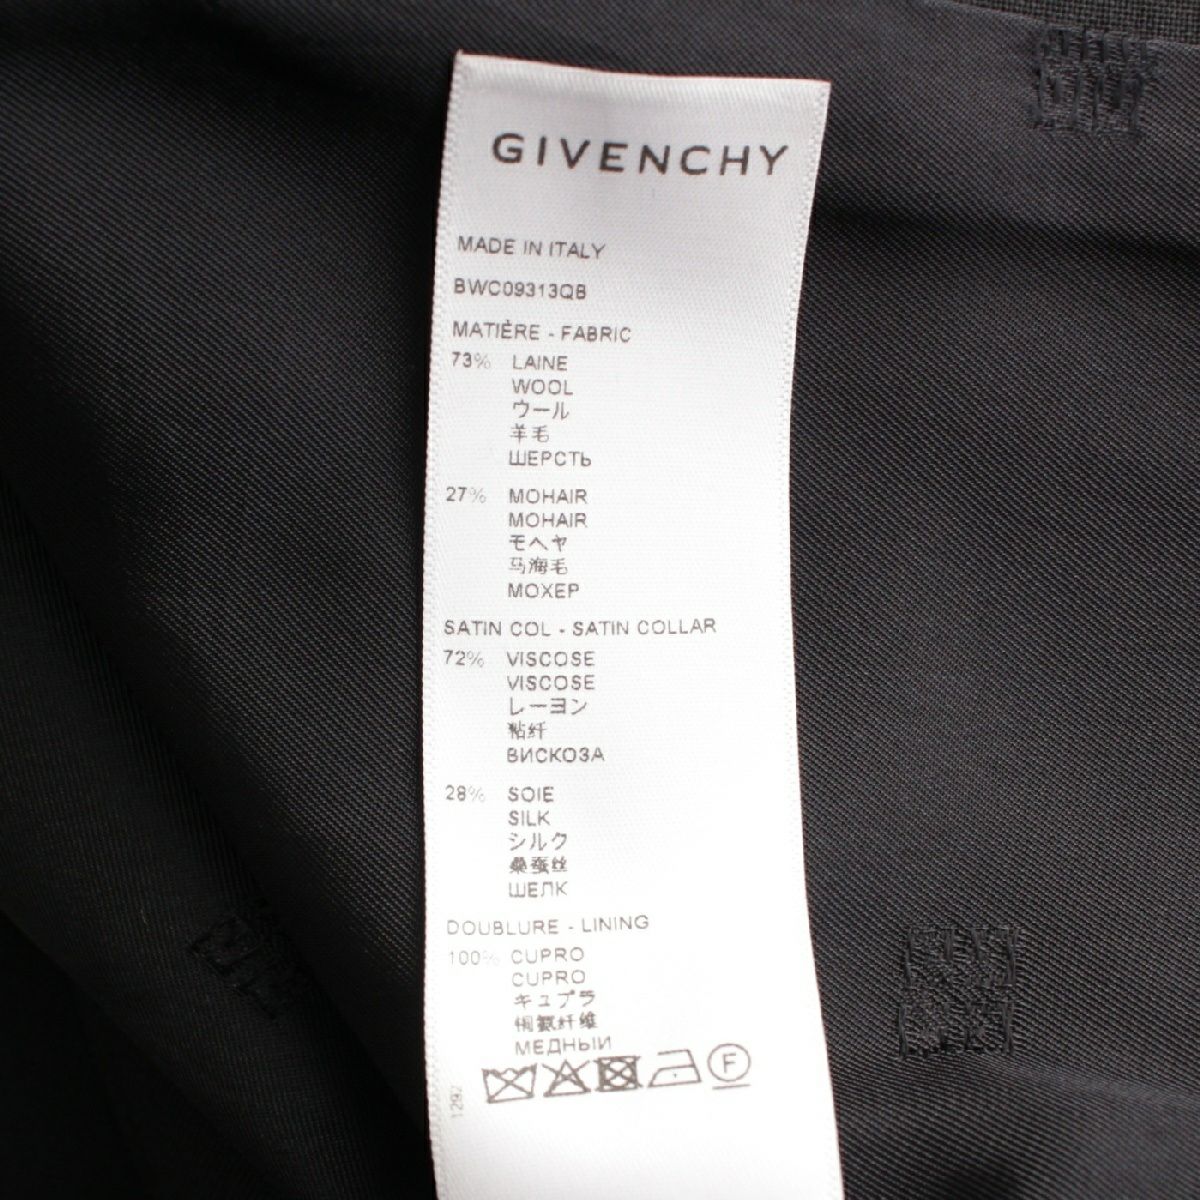 GIVENCHY
MADE IN ITALY
BWC09313QB
MATIÈRE - FABRIC
73% LAINE
WOOL
ウール
羊毛
ШЕРСТЬ
27% MOHAIR
MOHAIR
モヘヤ
马海毛
МОХЕР
SATIN COL - SATIN COLLAR
72% VISCOSE
VISCOSE
レーヨン
粘纤
ВИСКОЗА
28% SOIE
SILK
シルク
桑蚕丝
ШЕЛК
DOUBLURE - LINING
100% CUPRO
CUPRO
キュプラ
铜氨纤维
МЕДНЫЙ
F
1292